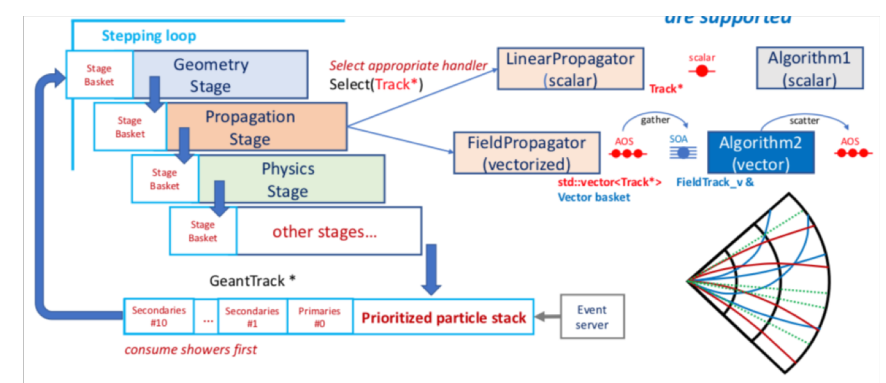 are supported
Stepping loop
Stage
Basket
Geometry
Stage
Select appropriate handler
Select(Track*)
LinearPropagator
(scalar)
scalar
Track*
Algorithm1
(scalar)
Stage
Basket
Propagation
Stage
FieldPropagator
(vectorized)
gather
AOS
SOA
Algorithm2
(vector)
scatter
AOS
std::vector<Track*>
Vector basket
FieldTrack_v &
Stage
Basket
Physics
Stage
Stage
Basket
other stages...
GeantTrack *
Secondaries
#10
...
Secondaries
#1
Primaries
#0
Prioritized particle stack
Event
server
consume showers first